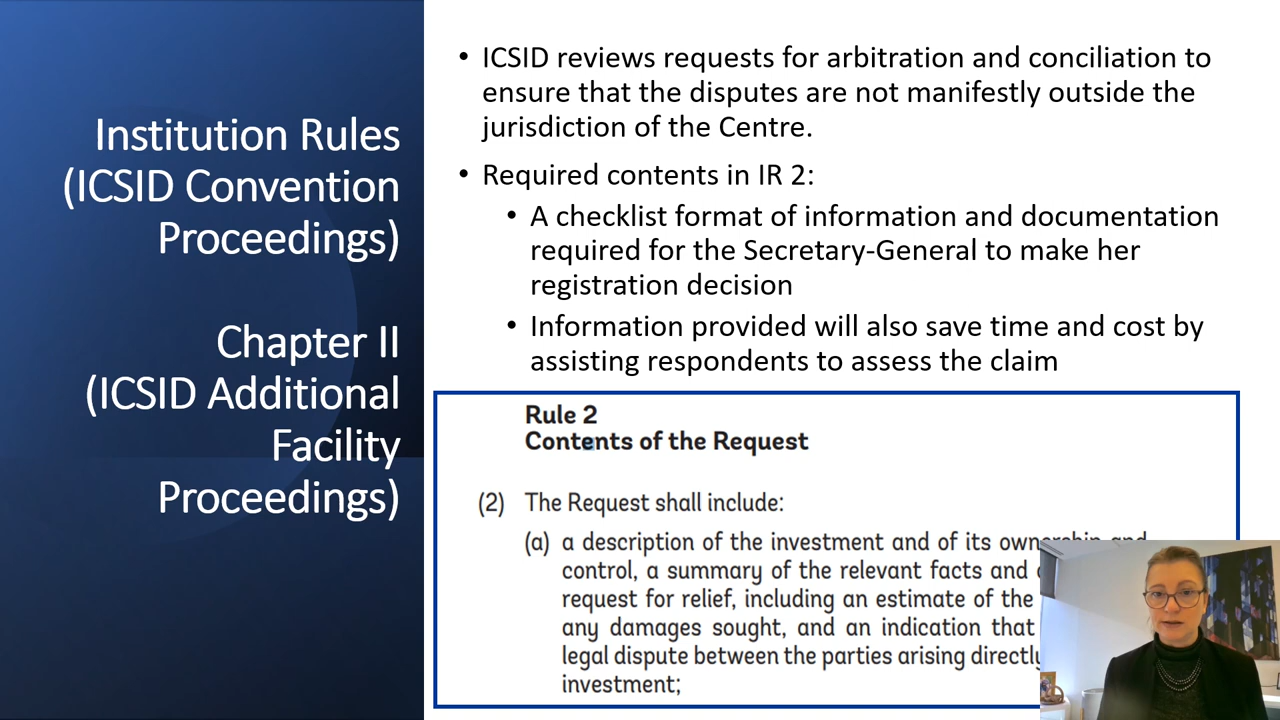 Institution Rules
(ICSID Convention
Proceedings)
Chapter II
(ICSID Additional
Facility
Proceedings)
• ICSID reviews requests for arbitration and conciliation to
ensure that the disputes are not manifestly outside the
jurisdiction of the Centre.
• Required contents in IR 2:
• A checklist format of information and documentation
required for the Secretary-General to make her
registration decision
• Information provided will also save time and cost by
assisting respondents to assess the claim
Rule 2
Contents of the Request
(2) The Request shall include:
(a) a description of the investment and of its ownership and
control, a summary of the relevant facts and
request for relief, including an estimate of the
any damages sought, and an indication that
legal dispute between the parties arising directly
investment;